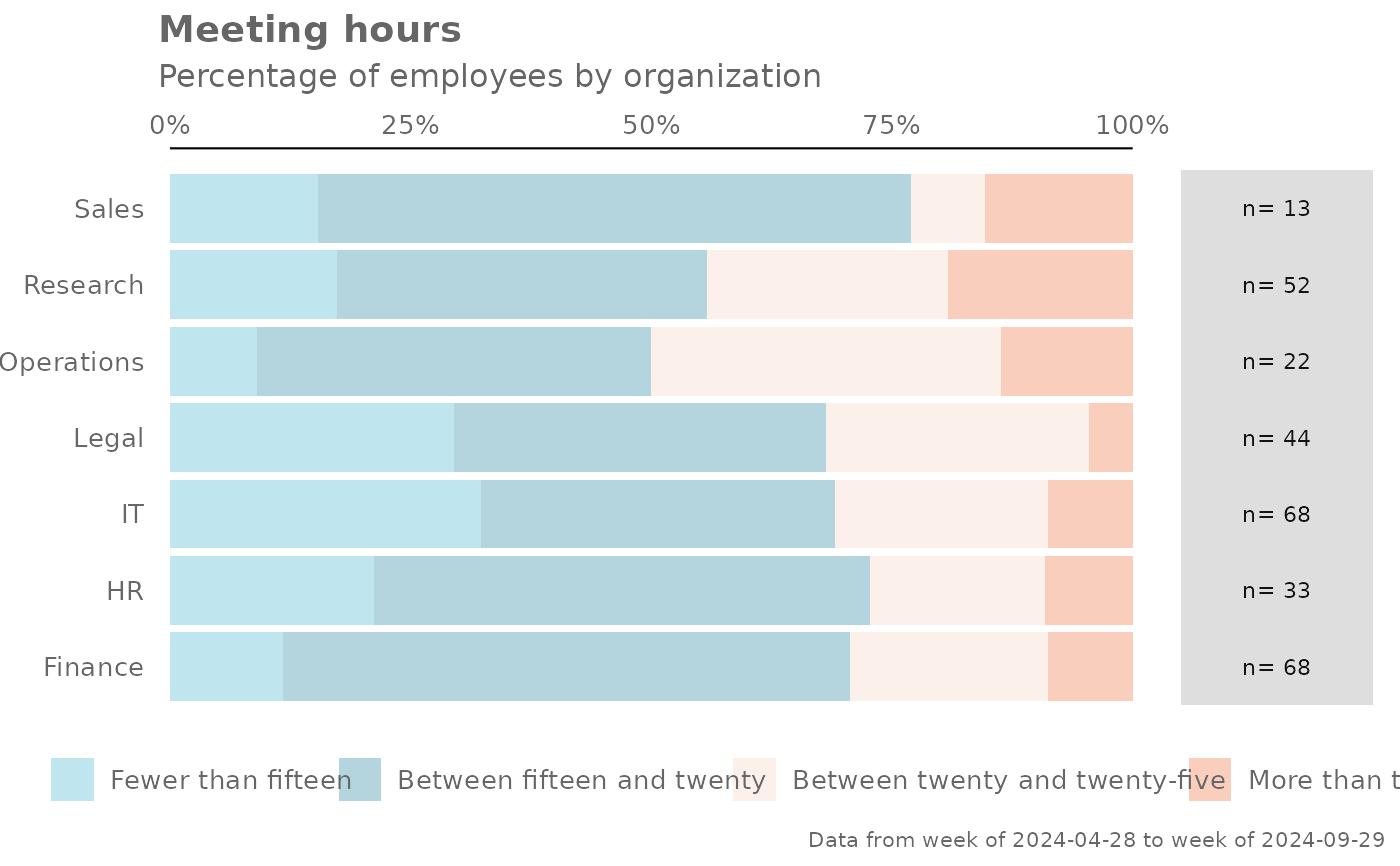 Meeting hours
Percentage of employees by organization
0% 25% 50% 75% 100%
Sales n= 13
Research n= 52
Operations n= 22
Legal n= 44
IT n= 68
HR n= 33
Finance n= 68
Fewer than fifteen Between fifteen and twenty Between twenty and twenty-five More than
Data from week of 2024-04-28 to week of 2024-09-29